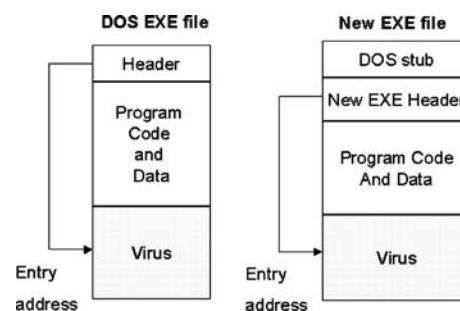 DOS EXE file
Header
Program
Code
and
Data
Virus
Entry
address
New EXE file
DOS stub
New EXE Header
Program Code
And Data
Virus
Entry
address